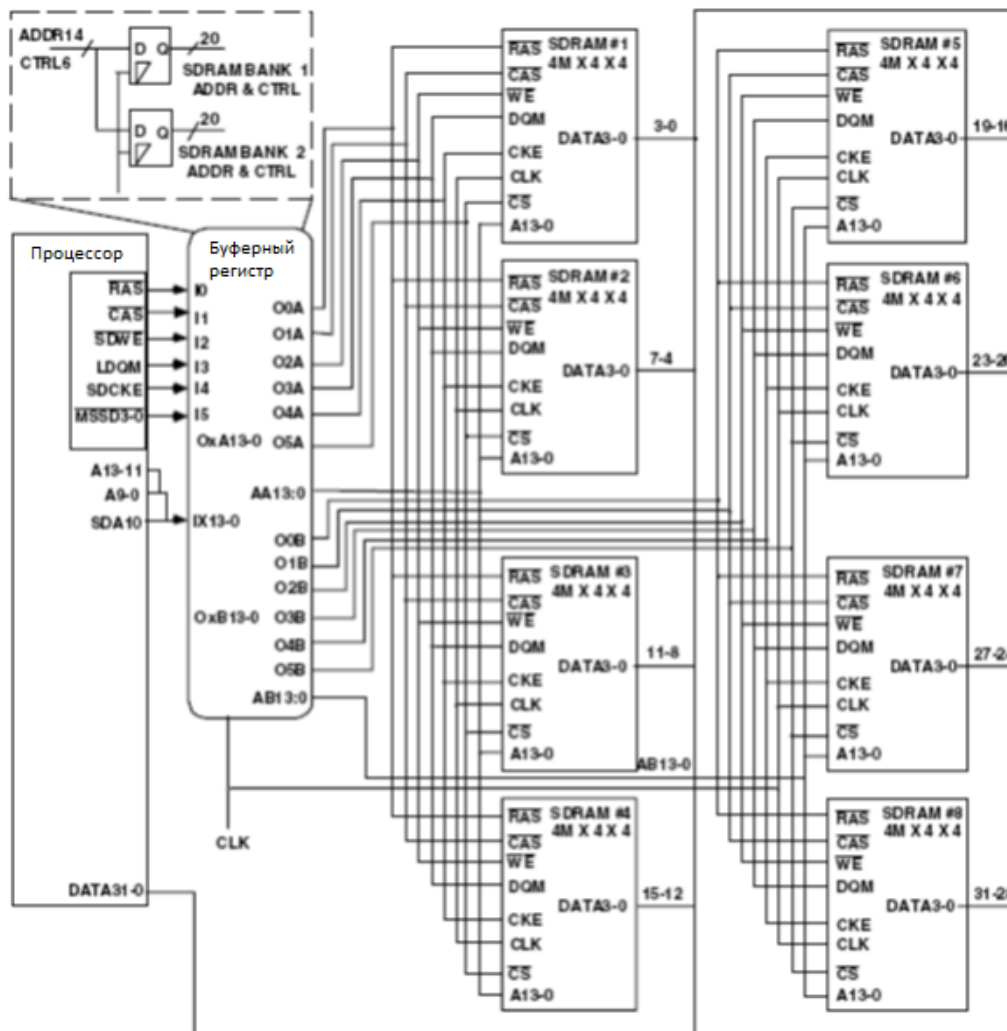 ADDR14
CTRL6
D Q
20
SDRAM BANK 1
ADDR & CTRL
D Q
20
SDRAM BANK 2
ADDR & CTRL
Процессор
RAS
CAS
SDWE
LDQM
SDCKE
MSSD3-0
A13-11
A9-0
SDA10
DATA31-0
Буферный
регистр
I0
I1
I2
I3
I4
I5
IX13-0
O0A
O1A
O2A
O3A
O4A
OxA13-0 O5A
AA13:0
O0B
O1B
O2B
OxB13-0 O3B
O4B
O5B
AB13:0
CLK
RAS SDRAM #1
CAS 4M X 4 X 4
WE
DQM
DATA3-0
CKE
CLK
CS
A13-0
3-0
RAS SDRAM #2
CAS 4M X 4 X 4
WE
DQM
DATA3-0
CKE
CLK
CS
A13-0
7-4
RAS SDRAM #3
CAS 4M X 4 X 4
WE
DQM
DATA3-0
CKE
CLK
CS
A13-0
11-8
AB13-0
RAS SDRAM #4
CAS 4M X 4 X 4
WE
DQM
DATA3-0
CKE
CLK
CS
A13-0
15-12
RAS SDRAM #5
CAS 4M X 4 X 4
WE
DQM
DATA3-0
CKE
CLK
CS
A13-0
RAS SDRAM #6
CAS 4M X 4 X 4
WE
DQM
DATA3-0
CKE
CLK
CS
A13-0
RAS SDRAM #7
CAS 4M X 4 X 4
WE
DQM
DATA3-0
CKE
CLK
CS
A13-0
RAS SDRAM #8
CAS 4M X 4 X 4
WE
DQM
DATA3-0
CKE
CLK
CS
A13-0